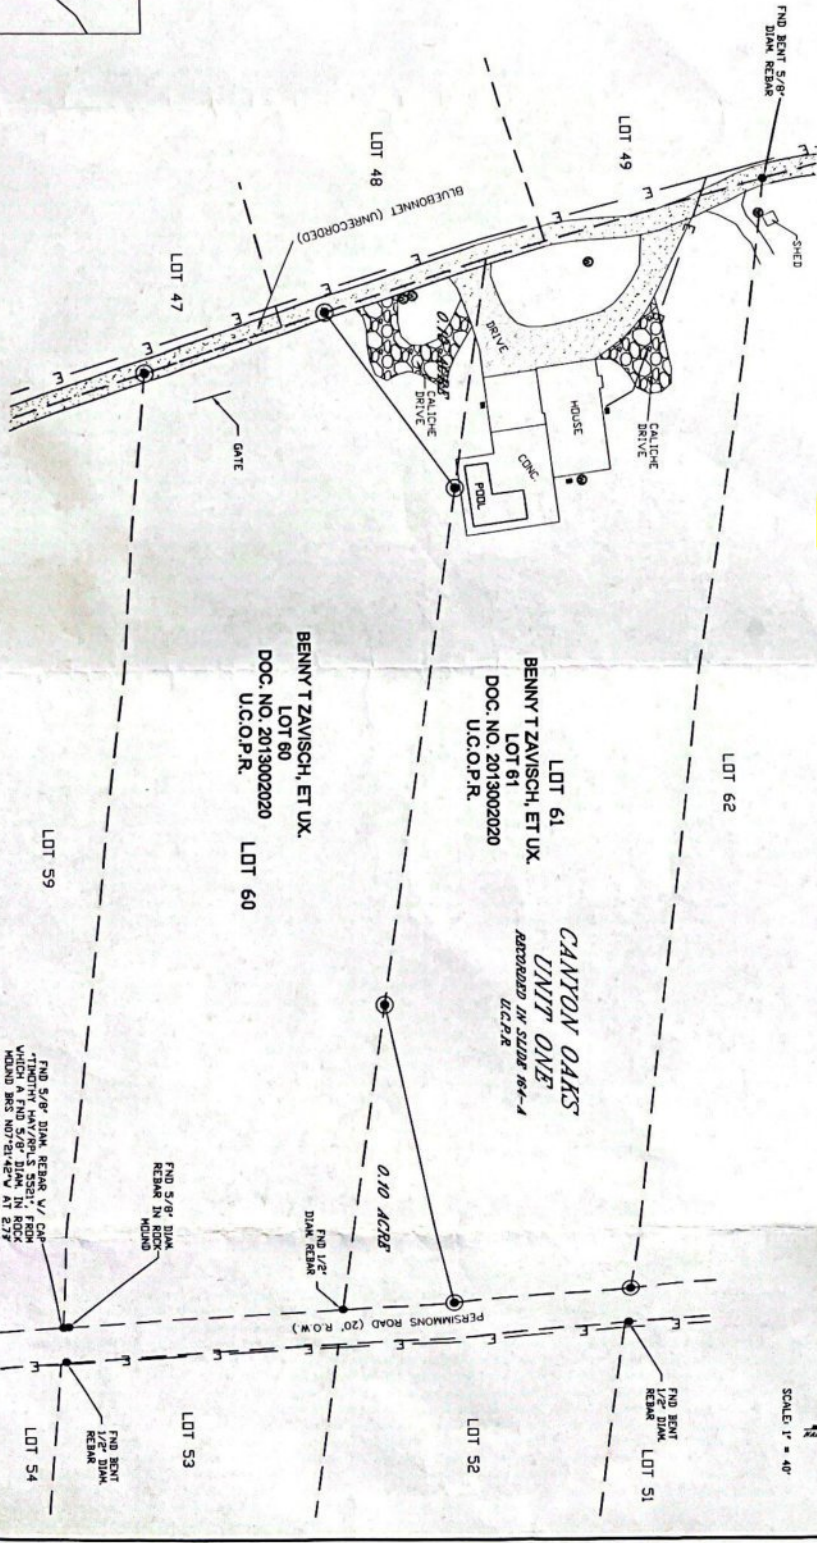 FND BENT 5/8"
DIAM. REBAR
SHED
LOT 49
LOT 48
BLUEBONNET (UNRECORDED)
LOT 47
DRIVE
CALICHE
DRIVE
HOUSE
CONC.
POOL
CALICHE
DRIVE
GATE
LOT 62
LOT 61
BENNY T ZAVISCH, ET UX.
LOT 61
DOC. NO. 2013002020
U.C.O.P.R.
BENNY T ZAVISCH, ET UX.
LOT 60
DOC. NO. 2013002020
U.C.O.P.R.
LOT 60
LOT 59
CANYON OAKS
UNIT ONE
RECORDED IN SLIDE 164-A
U.C.P.R.
0.10 ACRE
FND 1/2"
DIAM. REBAR
PERSIMMONS ROAD (20' R.O.W.)
FND 5/8" DIAM.
REBAR IN ROCK
MOUND
FND 5/8" DIAM. REBAR W/ CAP
"TIMOTHY HAY/RPLS 5521", FROM
WHICH A FND 5/8" DIAM. IN ROCK
MOUND BRS N07°21'42"W AT 2.79'
FND BENT
1/2" DIAM.
REBAR
LOT 51
LOT 52
LOT 53
FND BENT
1/2" DIAM.
REBAR
LOT 54
SCALE: 1" = 40'